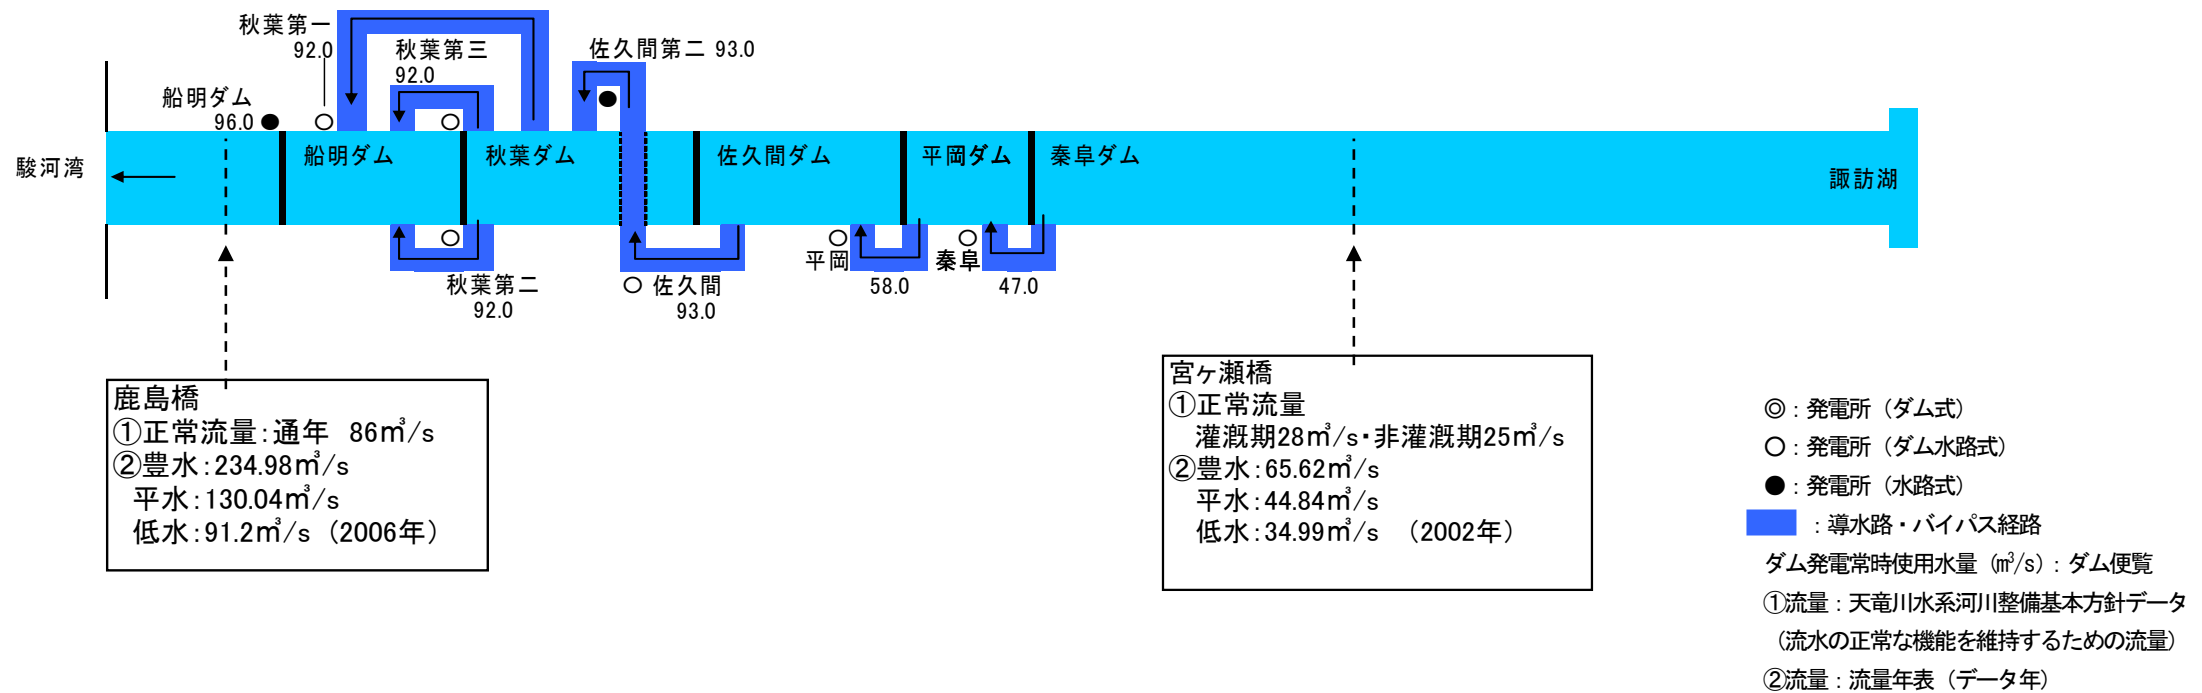 秋葉第一
92.0
秋葉第三
92.0
佐久間第二 93.0
船明ダム
96.0
船明ダム
秋葉ダム
佐久間ダム
平岡ダム
秦阜ダム
駿河湾
諏訪湖
平岡
58.0
秦阜
47.0
秋葉第二
92.0
佐久間
93.0
鹿島橋
①正常流量:通年 86㎥/s
②豊水:234.98㎥/s
平水:130.04㎥/s
低水:91.2㎥/s (2006年)
宮ヶ瀬橋
①正常流量
灌漑期28㎥/s・非灌漑期25㎥/s
②豊水:65.62㎥/s
平水:44.84㎥/s
低水:34.99㎥/s (2002年)
◎:発電所(ダム式)
○:発電所(ダム水路式)
●:発電所(水路式)
:導水路・バイパス経路
ダム発電常時使用水量(㎥/s):ダム便覧
①流量:天竜川水系河川整備基本方針データ
(流水の正常な機能を維持するための流量)
②流量:流量年表(データ年)